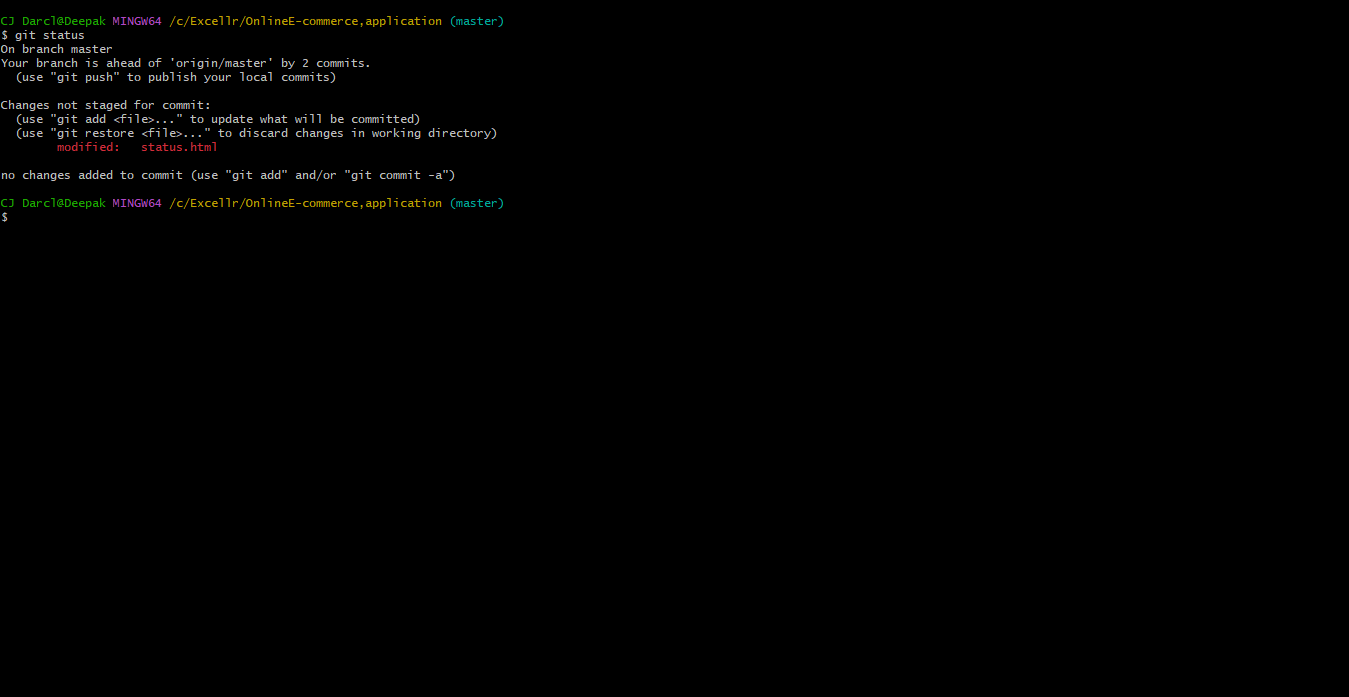 CJ Darcl@Deepak MINGW64 /c/Excellr/OnlineE-commerce,application (master)
$ git status
On branch master
Your branch is ahead of 'origin/master' by 2 commits.
  (use "git push" to publish your local commits)

Changes not staged for commit:
  (use "git add <file>..." to update what will be committed)
  (use "git restore <file>..." to discard changes in working directory)
        modified:   status.html

no changes added to commit (use "git add" and/or "git commit -a")

CJ Darcl@Deepak MINGW64 /c/Excellr/OnlineE-commerce,application (master)
$